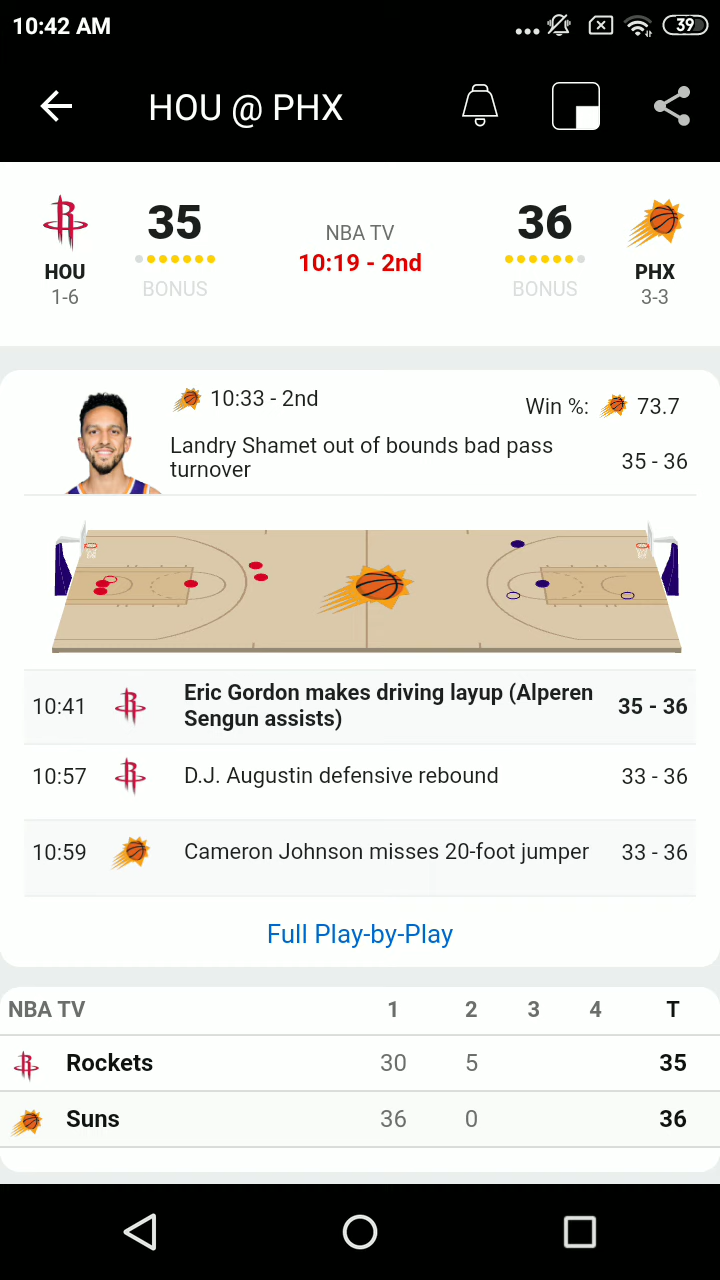 10:42 AM
39
HOU @ PHX
35
36
NBA TV
10:19 - 2nd
HOU
PHX
1-6
BONUS
BONUS
3-3
10:33 - 2nd
Win %: 73.7
Landry Shamet out of bounds bad pass
turnover
35 - 36
10:41 Eric Gordon makes driving layup (Alperen
Sengun assists) 35 - 36
10:57 D.J. Augustin defensive rebound 33 - 36
10:59 Cameron Johnson misses 20-foot jumper 33 - 36
Full Play-by-Play
NBA TV 1 2 3 4 T
Rockets 30 5 35
Suns 36 0 36